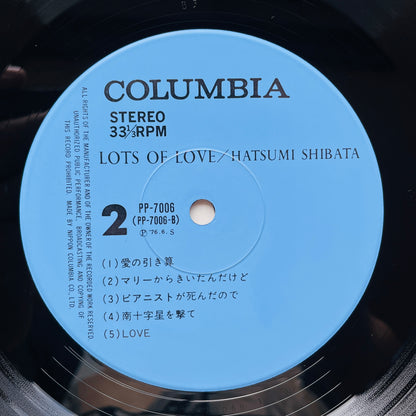 COLUMBIA
STEREO
33⅓RPM
LOTS OF LOVE/HATSUMI SHIBATA
2
PP-7006
(PP-7006-B)
Ⓟ '76.6.S
(1)愛の引き算
(2)マリーからきいたんだけど
(3)ピアニストが死んだので
(4)南十字星を撃て
(5)LOVE
ALL RIGHTS OF THE MANUFACTURER AND OF THE OWNER OF THE RECORDED WORK RESERVED
UNAUTHORIZED PUBLIC PERFORMANCE, BROADCASTING AND COPYING OF
THIS RECORD PROHIBITED. MADE BY NIPPON COLUMBIA CO., LTD.